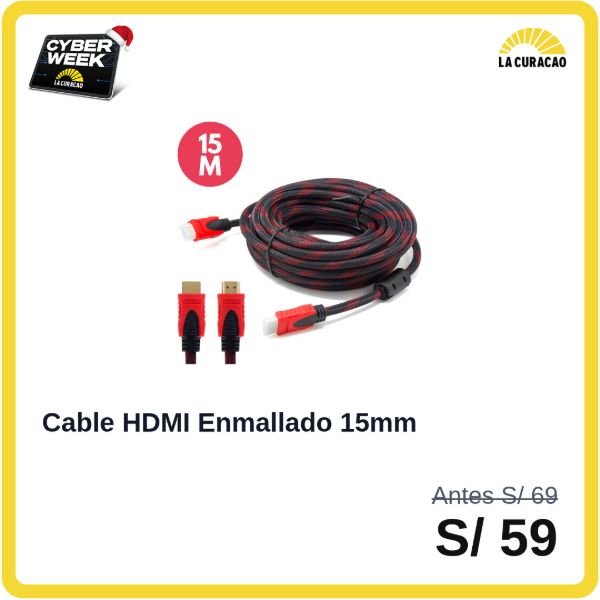 CYBER
WEEK
LA CURACAO
LA CURACAO
15
M
Cable HDMI Enmallado 15mm
Antes S/ 69
S/ 59